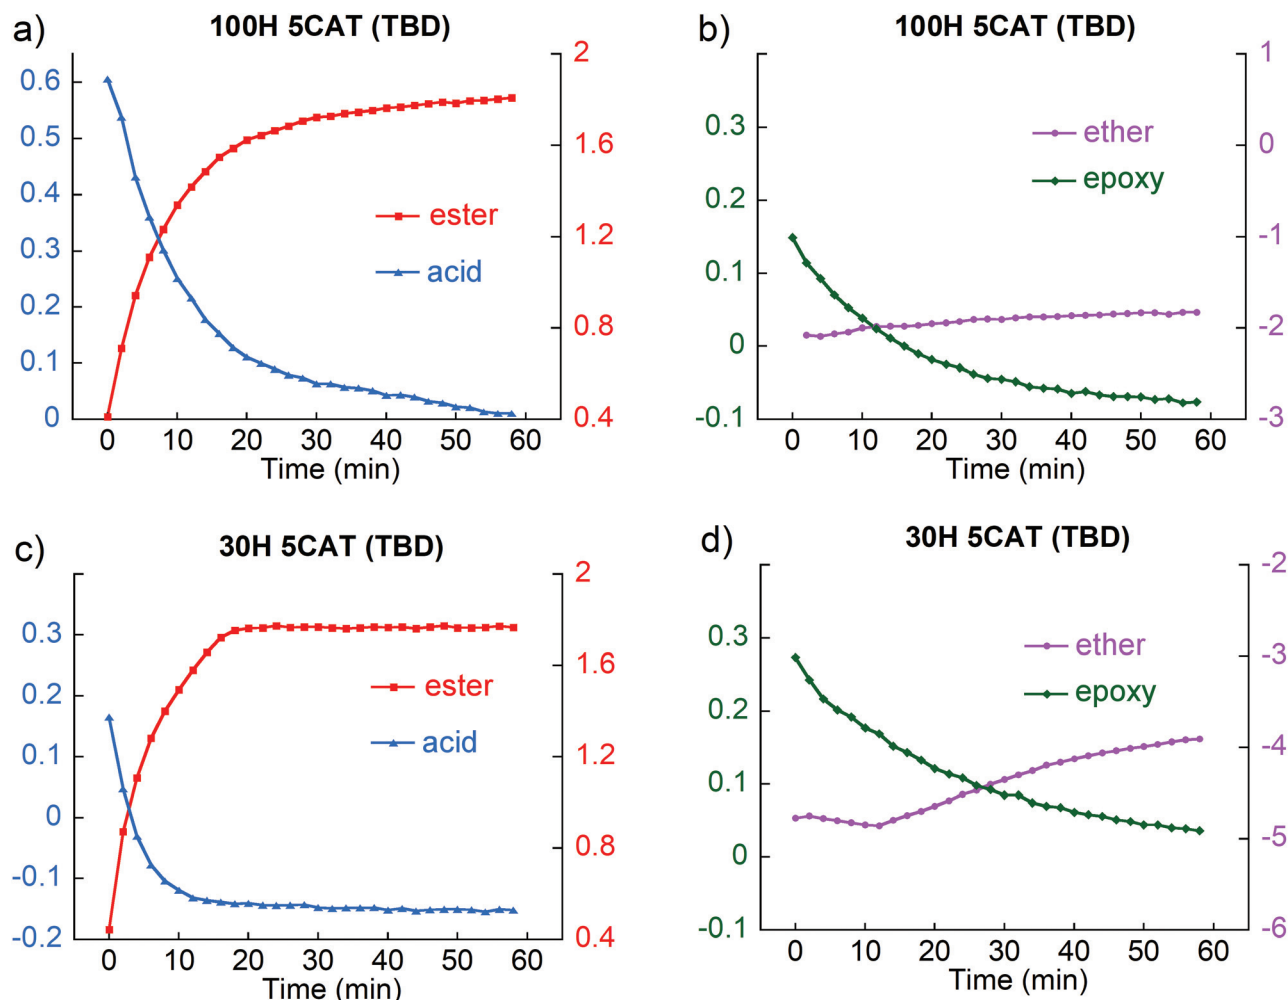 a)
100H 5CAT (TBD)
0.6
0.5
0.4
0.3
0.2
0.1
0
2
1.6
1.2
0.8
0.4
ester
acid
0 10 20 30 40 50 60
Time (min)
b)
100H 5CAT (TBD)
0.3
0.2
0.1
0
-0.1
1
0
-1
-2
-3
ether
epoxy
0 10 20 30 40 50 60
Time (min)
c)
30H 5CAT (TBD)
0.3
0.2
0.1
0
-0.1
-0.2
2
1.6
1.2
0.8
0.4
ester
acid
0 10 20 30 40 50 60
Time (min)
d)
30H 5CAT (TBD)
0.3
0.2
0.1
0
-0.1
-2
-3
-4
-5
-6
ether
epoxy
0 10 20 30 40 50 60
Time (min)